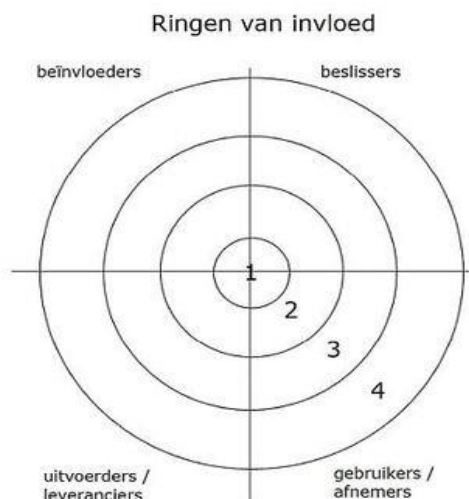 Ringen van invloed
beïnvloeders
beslissers
1
2
3
4
uitvoerders /
leveranciers
gebruikers /
afnemers